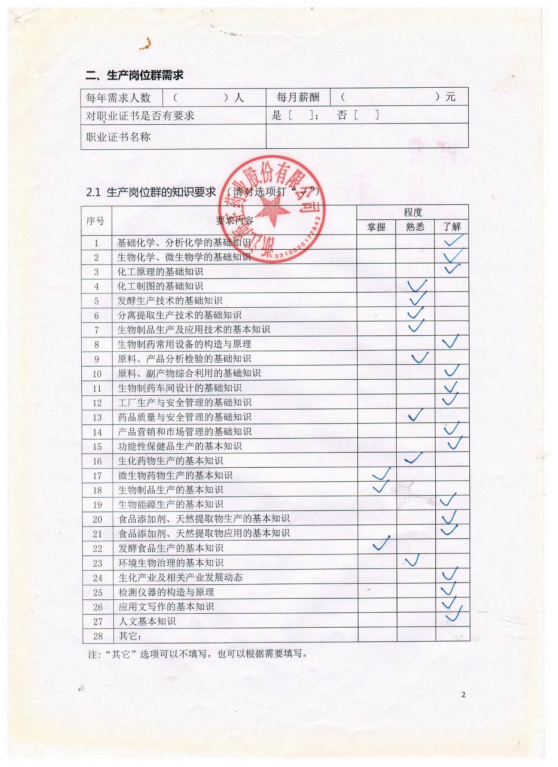 二、生产岗位群需求
每年需求人数 （ ）人 每月薪酬 （ ）元
对职业证书是否有要求 是［ ］； 否［ ］
职业证书名称
2.1 生产岗位群的知识要求 （请对选项打“√”）
序号 要求内容 程度
掌握 熟悉 了解
1 基础化学、分析化学的基础知识 √
2 生物化学、微生物学的基础知识 √
3 化工原理的基础知识 √
4 化工制图的基础知识 √
5 发酵生产技术的基础知识 √
6 分离提取生产技术的基础知识 √
7 生物制品生产及应用技术的基本知识 √
8 生物制药常用设备的构造与原理 √
9 原料、产品分析检验的基础知识 √
10 原料、副产物综合利用的基础知识 √
11 生物制药车间设计的基础知识 √
12 工厂生产与安全管理的基础知识 √
13 药品质量与安全管理的基础知识 √
14 产品营销和市场管理的基础知识 √
15 功能性保健品生产的基本知识 √
16 生化药物生产的基本知识 √
17 微生物药物生产的基本知识 √
18 生物制品生产的基本知识 √
19 生物能源生产的基本知识 √
20 食品添加剂、天然提取物生产的基本知识 √
21 食品添加剂、天然提取物应用的基本知识 √
22 发酵食品生产的基本知识 √
23 环境生物治理的基本知识 √
24 生化产业及相关产业发展动态 √
25 检测仪器的构造与原理 √
26 应用文写作的基本知识 √
27 人文基本知识 √
28 其它：
注：“其它”选项可以不填写，也可以根据需要填写。
2